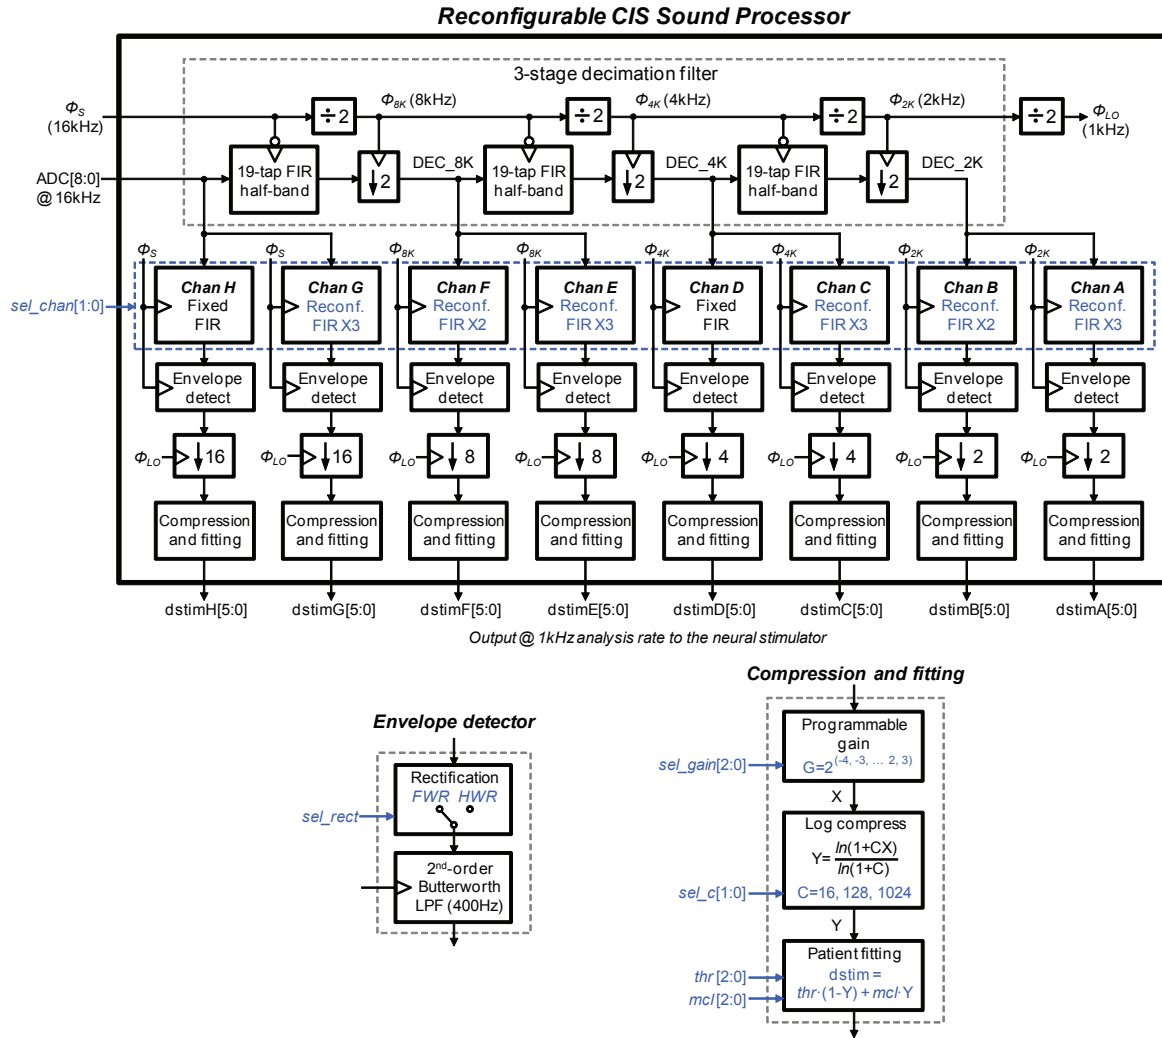 Reconfigurable CIS Sound Processor
3-stage decimation filter
Φ_S
(16kHz)
÷2
Φ_8K (8kHz)
÷2
Φ_4K (4kHz)
÷2
Φ_2K (2kHz)
÷2
Φ_LO
(1kHz)
ADC[8:0]
@ 16kHz
19-tap FIR
half-band
↓2
DEC_8K
19-tap FIR
half-band
↓2
DEC_4K
19-tap FIR
half-band
↓2
DEC_2K
Φ_S
Φ_S
Φ_8K
Φ_8K
Φ_4K
Φ_4K
Φ_2K
Φ_2K
sel_chan[1:0]
Chan H
Fixed
FIR
Chan G
Reconf.
FIR X3
Chan F
Reconf.
FIR X2
Chan E
Reconf.
FIR X3
Chan D
Fixed
FIR
Chan C
Reconf.
FIR X3
Chan B
Reconf.
FIR X2
Chan A
Reconf.
FIR X3
Envelope
detect
Envelope
detect
Envelope
detect
Envelope
detect
Envelope
detect
Envelope
detect
Envelope
detect
Envelope
detect
Φ_LO
↓16
Φ_LO
↓16
Φ_LO
↓8
Φ_LO
↓8
Φ_LO
↓4
Φ_LO
↓4
Φ_LO
↓2
Φ_LO
↓2
Compression
and fitting
Compression
and fitting
Compression
and fitting
Compression
and fitting
Compression
and fitting
Compression
and fitting
Compression
and fitting
Compression
and fitting
dstimH[5:0]
dstimG[5:0]
dstimF[5:0]
dstimE[5:0]
dstimD[5:0]
dstimC[5:0]
dstimB[5:0]
dstimA[5:0]
Output @ 1kHz analysis rate to the neural stimulator
Envelope detector
Rectification
FWR HWR
sel_rect
2nd-order
Butterworth
LPF (400Hz)
Compression and fitting
Programmable
gain
G=2^(-4, -3, ... 2, 3)
sel_gain[2:0]
X
Log compress
Y= ln(1+CX) / ln(1+C)
C=16, 128, 1024
sel_c[1:0]
Y
Patient fitting
dstim =
thr·(1-Y) + mcl·Y
thr[2:0]
mcl[2:0]